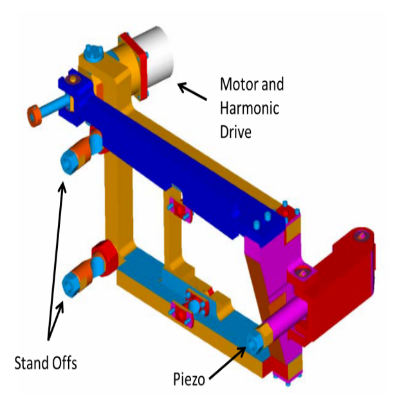 Motor and
Harmonic
Drive
Stand Offs
Piezo